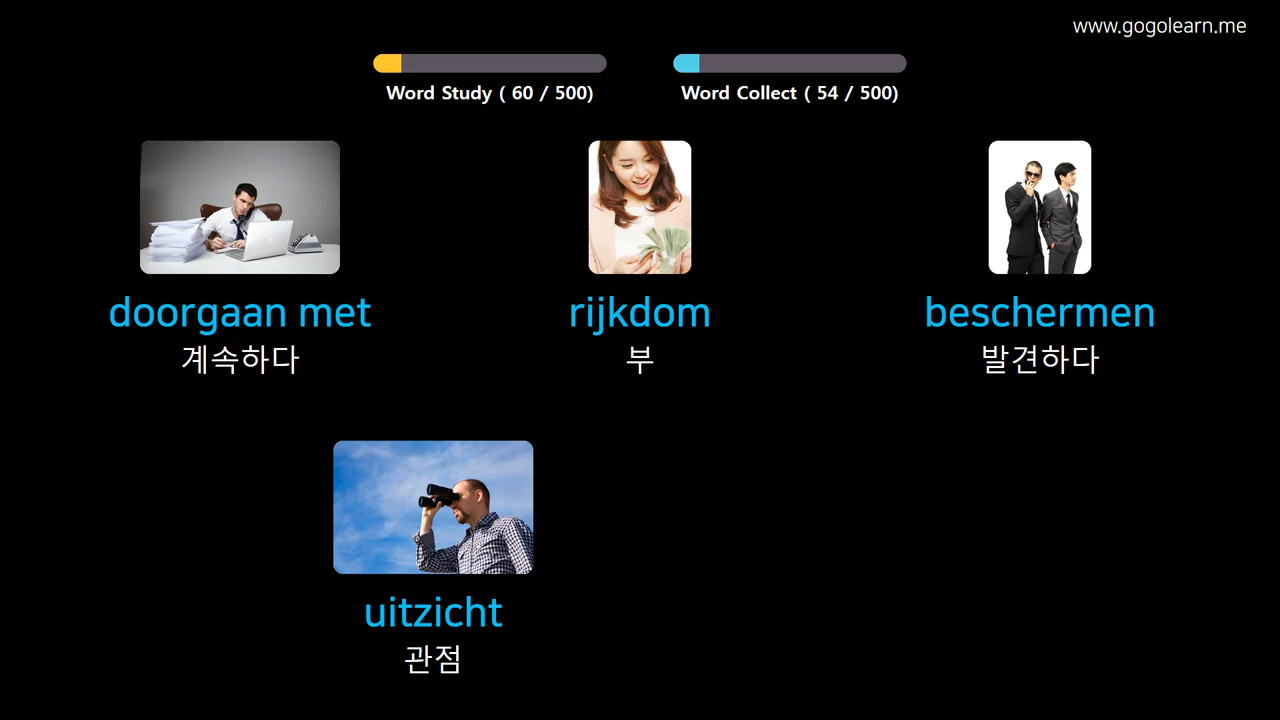 www.gogolearn.me
Word Study ( 60 / 500)
Word Collect ( 54 / 500)
doorgaan met
계속하다
rijkdom
부
beschermen
발견하다
uitzicht
관점